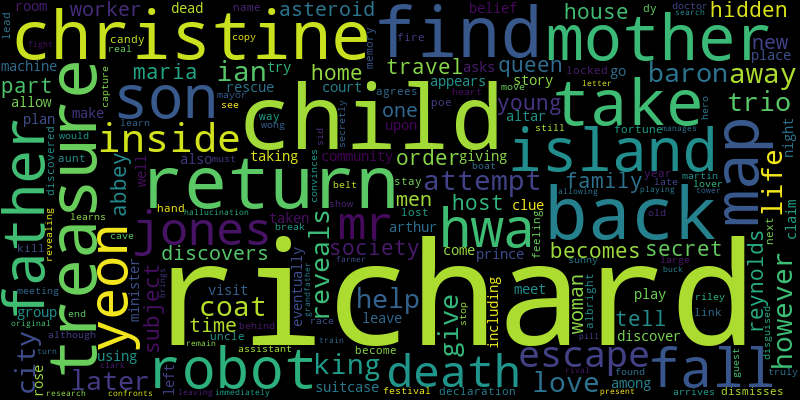 room
worker
dead
asteroid
house
dy
doctor
search
hidden
lead
christine
find
mother
name
fight
candy
real
copy
memory
fire
belief
asks
locked
go
new
place
machine
maria
ian
try
home
travel
queen
baron
away
part
son
rescue
court
appears
story
allow
plan
make
capture
mayor
see
agrees
poe
heart
move
letter
young
take
trio
father
treasure
child
one
altar
still
hero
night
would
learn
way
wong
sid
secretly
upon
fortune
manages
inside
island
map
discovered
aunt
also
must
taking
community
order
giving
boat
year
late
martin
lover
tower
revealing
abbey
well
return
convinces
belt
stay
attempt
family
life
yeon
learns
hand
hallucination
show
men
host
clue
feeling
back
allowing
playing
claim
kill
cave
jones
taken
break
lost
mr
arthur
hwa
old
next
meeting
minister
discovers
reveals
society
come
prince
becomes
secret
reynolds
however
group
subject
brings
richard
farmer
sunny
large
buck
original
end
although
visit
coat
eventually
grandfather
help
give
meet
woman
albright
play
riley
link
disguised
city
turn
using
time
remain
behind
race
leave
stop
including
tell
discover
guest
rose
clark
left
uncle
robot
king
train
become
death
escape
pill
fall
truly
later
assistant
suitcase
love
found
among
rival
research
confronts
leaving
immediately
festival
declaration
arrives
present
dismisses